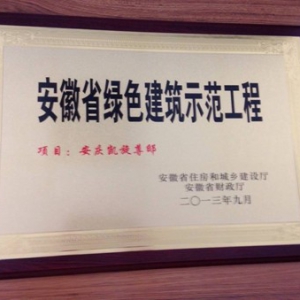 安徽省绿色建筑示范工程
项目：安庆凯旋尊邸
安徽省住房和城乡建设厅
安徽省财政厅
二〇一三年九月